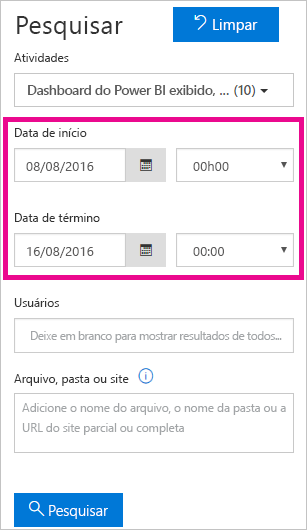 Pesquisar
Limpar
Atividades
Dashboard do Power BI exibido, ... (10)
Data de início
08/08/2016
00h00
Data de término
16/08/2016
00:00
Usuários
Deixe em branco para mostrar resultados de todos...
Arquivo, pasta ou site
Adicione o nome do arquivo, o nome da pasta ou a
URL do site parcial ou completa
Pesquisar